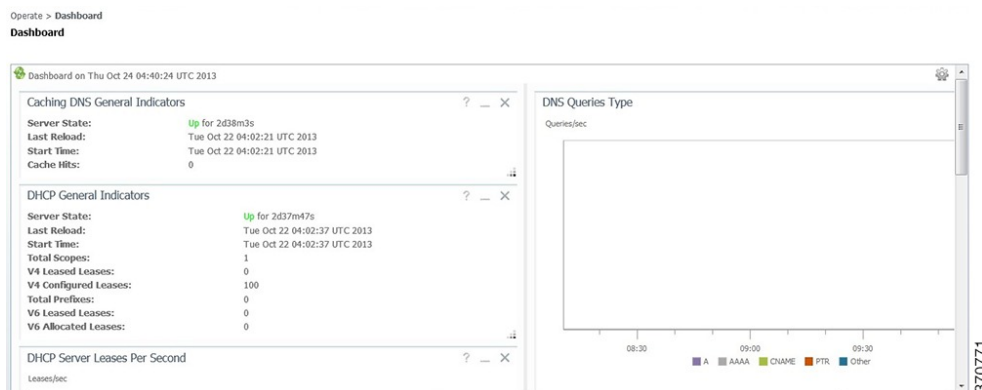 Operate > Dashboard
Dashboard
Dashboard on Thu Oct 24 04:40:24 UTC 2013
Caching DNS General Indicators
Server State: Up for 2d38m3s
Last Reload: Tue Oct 22 04:02:21 UTC 2013
Start Time: Tue Oct 22 04:02:21 UTC 2013
Cache Hits: 0
DHCP General Indicators
Server State: Up for 2d37m47s
Last Reload: Tue Oct 22 04:02:37 UTC 2013
Start Time: Tue Oct 22 04:02:37 UTC 2013
Total Scopes: 1
V4 Leased Leases: 0
V4 Configured Leases: 100
Total Prefixes: 0
V6 Leased Leases: 0
V6 Allocated Leases: 0
DHCP Server Leases Per Second
Leases/sec
DNS Queries Type
Queries/sec
08:30 09:00 09:30
A AAAA CNAME PTR Other
370771